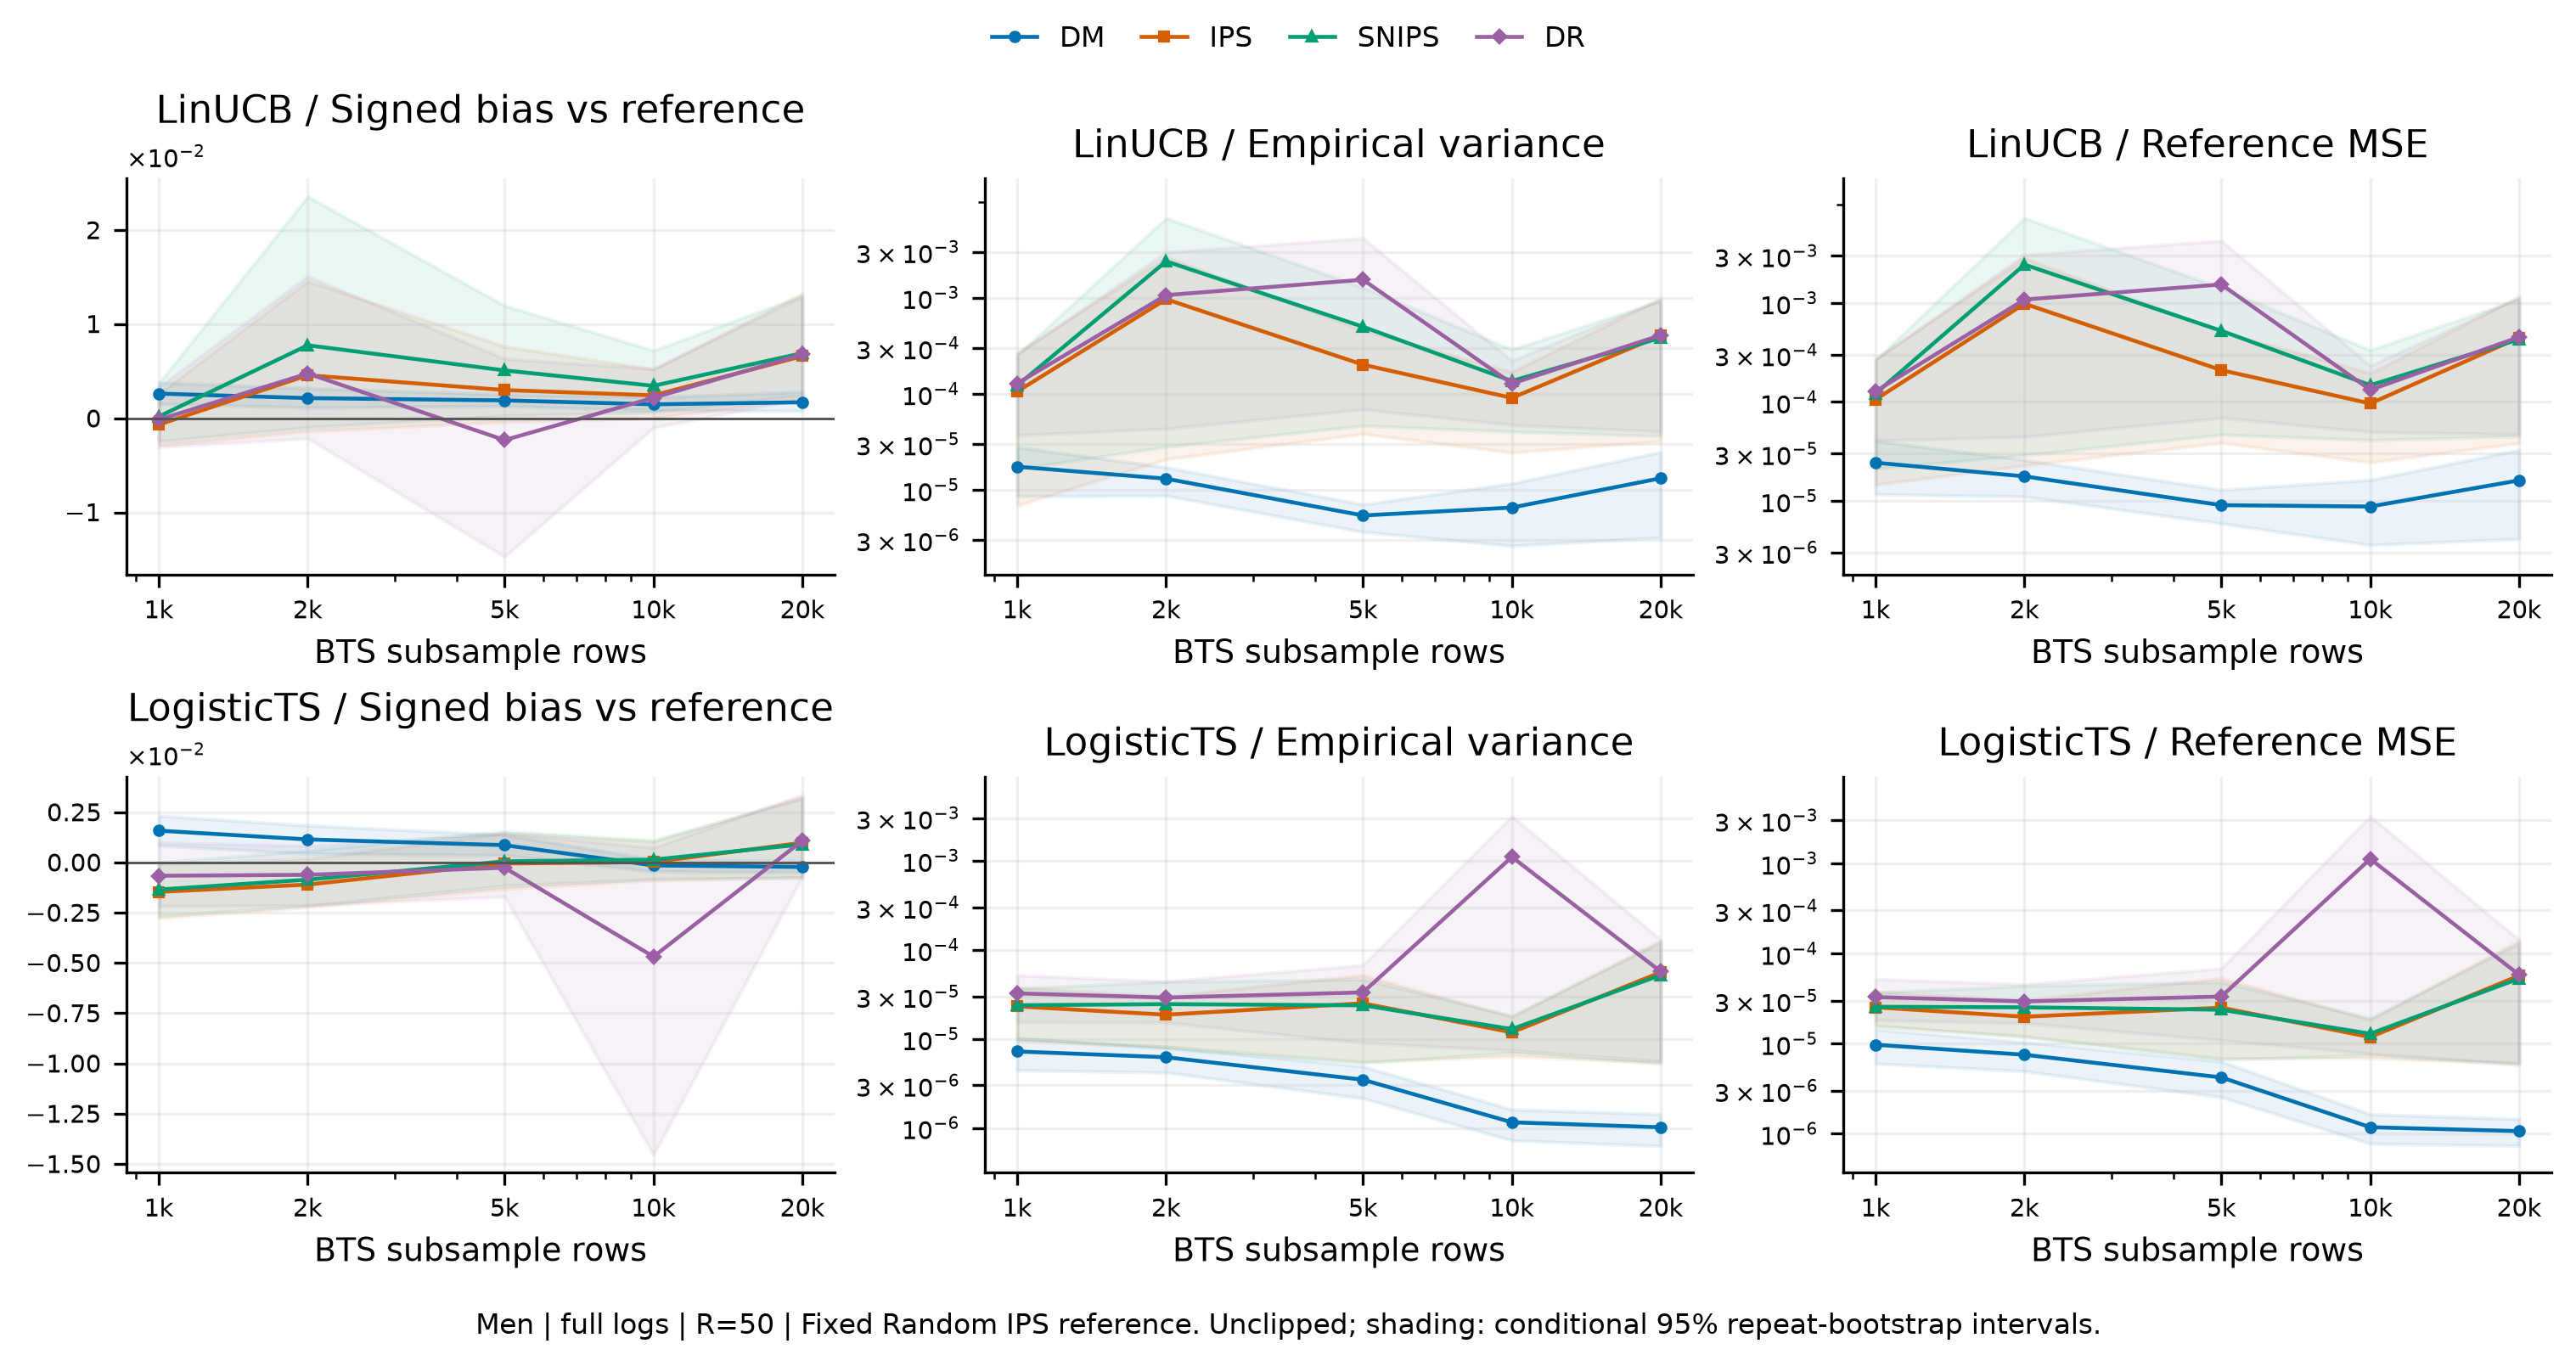 DM IPS SNIPS DR
LinUCB / Signed bias vs reference
×10⁻²
2
1
0
−1
1k 2k 5k 10k 20k
BTS subsample rows
LinUCB / Empirical variance
3 × 10⁻³
10⁻³
3 × 10⁻⁴
10⁻⁴
3 × 10⁻⁵
10⁻⁵
3 × 10⁻⁶
1k 2k 5k 10k 20k
BTS subsample rows
LinUCB / Reference MSE
3 × 10⁻³
10⁻³
3 × 10⁻⁴
10⁻⁴
3 × 10⁻⁵
10⁻⁵
3 × 10⁻⁶
1k 2k 5k 10k 20k
BTS subsample rows
LogisticTS / Signed bias vs reference
×10⁻²
0.25
0.00
−0.25
−0.50
−0.75
−1.00
−1.25
−1.50
1k 2k 5k 10k 20k
BTS subsample rows
LogisticTS / Empirical variance
3 × 10⁻³
10⁻³
3 × 10⁻⁴
10⁻⁴
3 × 10⁻⁵
10⁻⁵
3 × 10⁻⁶
10⁻⁶
1k 2k 5k 10k 20k
BTS subsample rows
LogisticTS / Reference MSE
3 × 10⁻³
10⁻³
3 × 10⁻⁴
10⁻⁴
3 × 10⁻⁵
10⁻⁵
3 × 10⁻⁶
10⁻⁶
1k 2k 5k 10k 20k
BTS subsample rows
Men | full logs | R=50 | Fixed Random IPS reference. Unclipped; shading: conditional 95% repeat-bootstrap intervals.